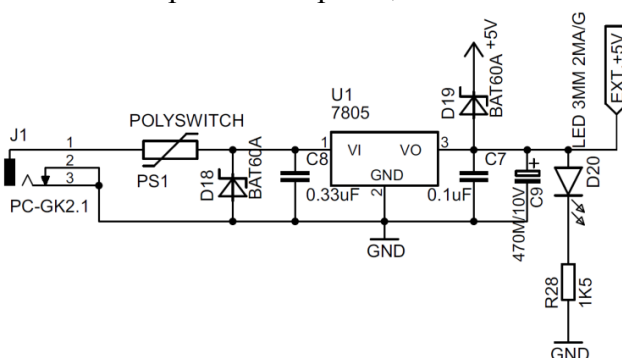 J1
1
2
3
PC-GK2.1
POLYSWITCH
PS1
D18
BAT60A
C8
0.33uF
U1
7805
1
VI
VO
3
GND
2
GND
D19
BAT60A
+5V
C7
0.1uF
+
C9
470M/10V
LED 3MM 2MA/G
D20
EXT +5V
R28
1K5
GND